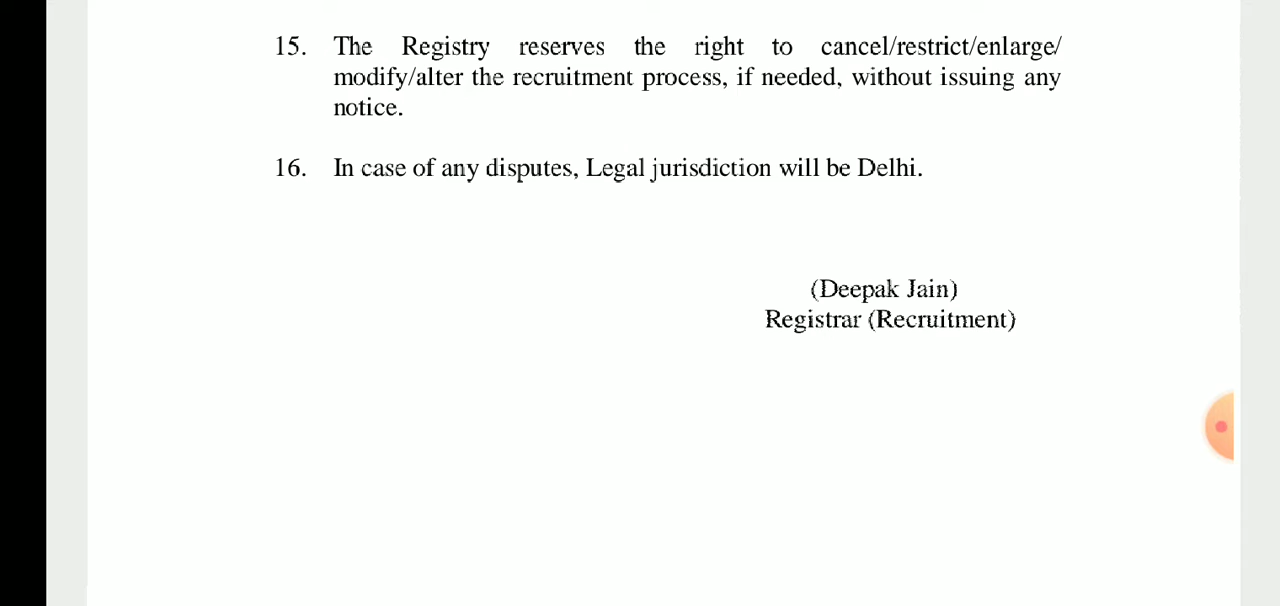 15. The Registry reserves the right to cancel/restrict/enlarge/
modify/alter the recruitment process, if needed, without issuing any
notice.
16. In case of any disputes, Legal jurisdiction will be Delhi.
(Deepak Jain)
Registrar (Recruitment)